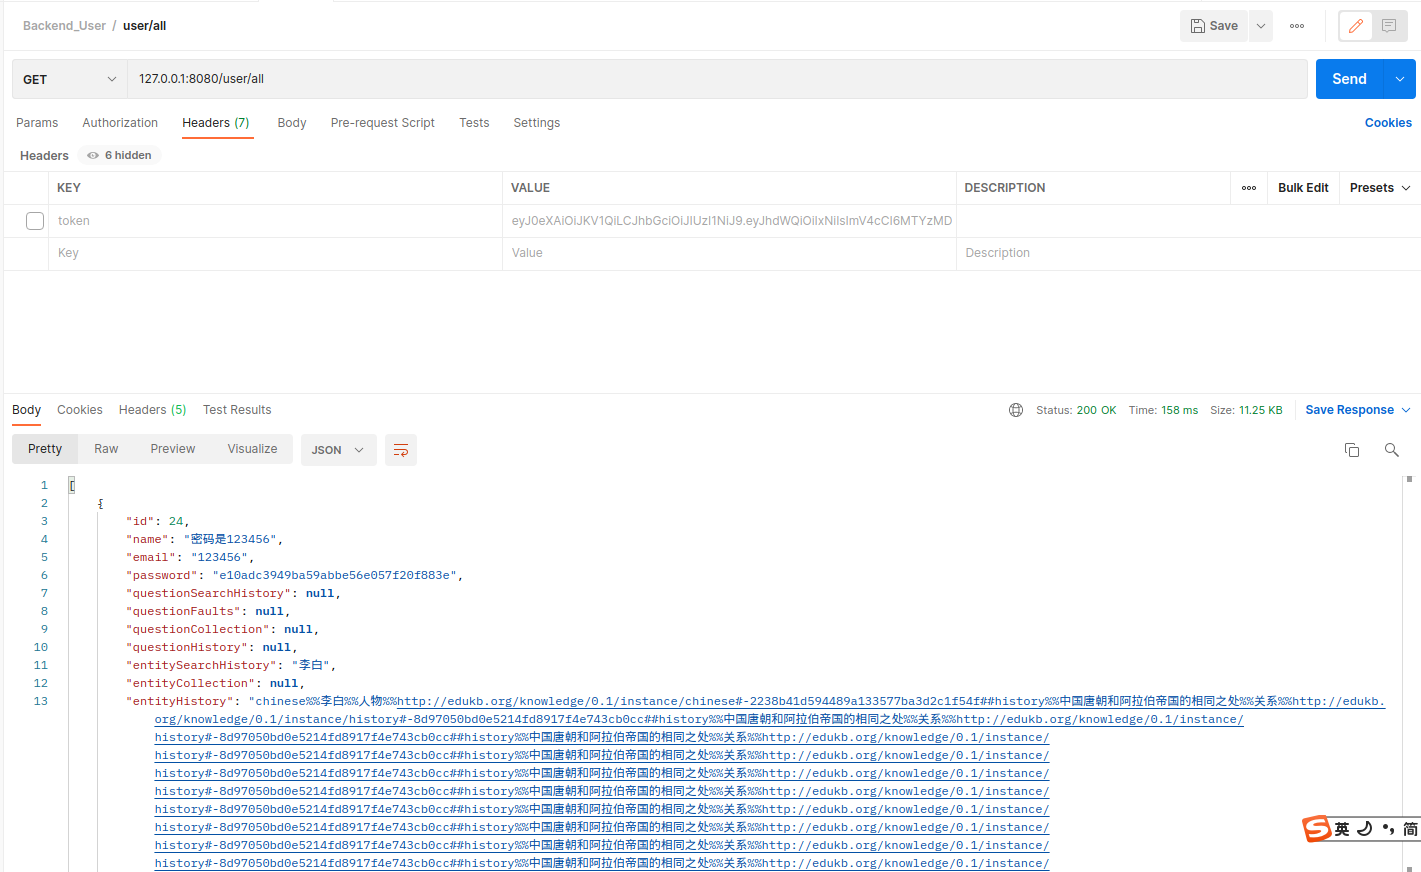 Backend_User / user/all
Save
GET
127.0.0.1:8080/user/all
Send
Params Authorization Headers (7) Body Pre-request Script Tests Settings Cookies
Headers 6 hidden
KEY VALUE DESCRIPTION Bulk Edit Presets
token
Key Value Description
Body Cookies Headers (5) Test Results Status: 200 OK Time: 158 ms Size: 11.25 KB Save Response
Pretty Raw Preview Visualize JSON
1 [
2 {
3 "id": 24,
4 "name": "密码是123456",
5 "email": "123456",
6 "password": "e10adc3949ba59abbe56e057f20f883e",
7 "questionSearchHistory": null,
8 "questionFaults": null,
9 "questionCollection": null,
10 "questionHistory": null,
11 "entitySearchHistory": "李白",
12 "entityCollection": null,
13 "entityHistory": "chinese%%李白%%人物%%http://edukb.org/knowledge/0.1/instance/chinese#-2238b41d594489a133577ba3d2c1f54f##history%%中国唐朝和阿拉伯帝国的相同之处%%关系%%http://edukb.
org/knowledge/0.1/instance/history#-8d97050bd0e5214fd8917f4e743cb0cc##history%%中国唐朝和阿拉伯帝国的相同之处%%关系%%http://edukb.org/knowledge/0.1/instance/
history#-8d97050bd0e5214fd8917f4e743cb0cc##history%%中国唐朝和阿拉伯帝国的相同之处%%关系%%http://edukb.org/knowledge/0.1/instance/
history#-8d97050bd0e5214fd8917f4e743cb0cc##history%%中国唐朝和阿拉伯帝国的相同之处%%关系%%http://edukb.org/knowledge/0.1/instance/
history#-8d97050bd0e5214fd8917f4e743cb0cc##history%%中国唐朝和阿拉伯帝国的相同之处%%关系%%http://edukb.org/knowledge/0.1/instance/
history#-8d97050bd0e5214fd8917f4e743cb0cc##history%%中国唐朝和阿拉伯帝国的相同之处%%关系%%http://edukb.org/knowledge/0.1/instance/
history#-8d97050bd0e5214fd8917f4e743cb0cc##history%%中国唐朝和阿拉伯帝国的相同之处%%关系%%http://edukb.org/knowledge/0.1/instance/
history#-8d97050bd0e5214fd8917f4e743cb0cc##history%%中国唐朝和阿拉伯帝国的相同之处%%关系%%http://edukb.org/knowledge/0.1/instance/
history#-8d97050bd0e5214fd8917f4e743cb0cc##history%%中国唐朝和阿拉伯帝国的相同之处%%关系%%http://edukb.org/knowledge/0.1/instance/
history#-8d97050bd0e5214fd8917f4e743cb0cc##history%%中国唐朝和阿拉伯帝国的相同之处%%关系%%http://edukb.org/knowledge/0.1/instance/
英 简